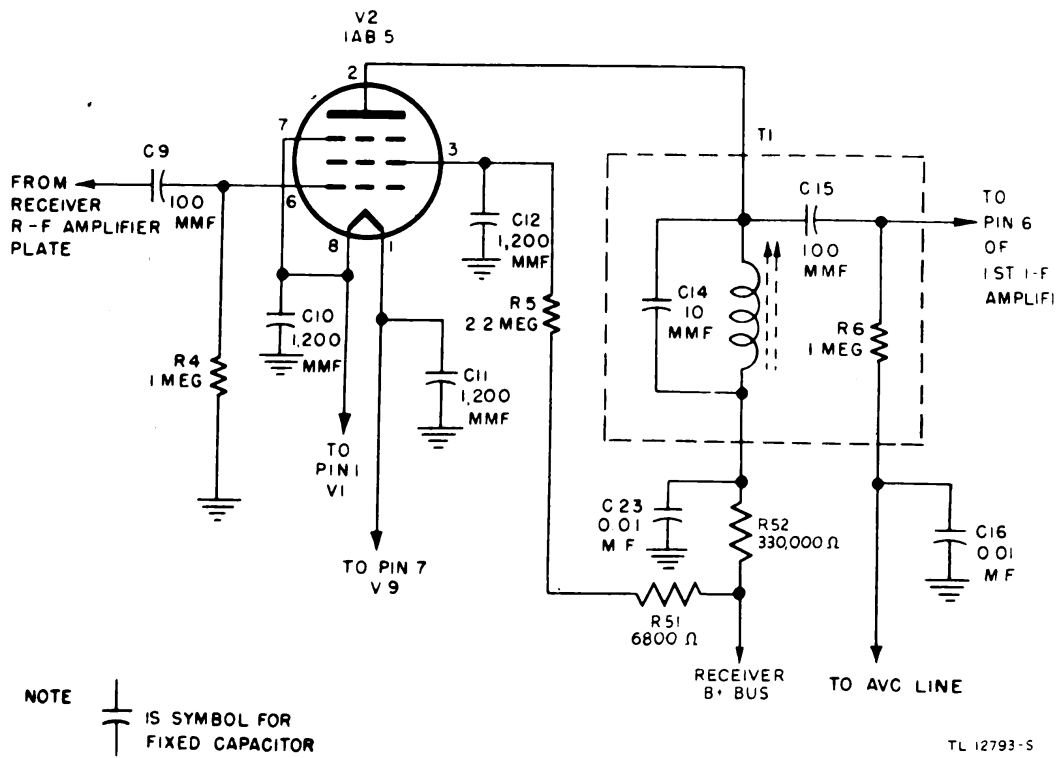 V2
1AB 5
2
7
3
6
8
1
C9
100
MMF
FROM
RECEIVER
R-F AMPLIFIER
PLATE
C12
1,200
MMF
C10
1,200
MMF
R4
1 MEG
C11
1,200
MMF
R5
2.2 MEG
TO
PIN 1
V1
TO PIN 7
V9
T1
C15
100
MMF
C14
10
MMF
R6
1 MEG
TO
PIN 6
OF
1ST I-F
AMPLIFI
C23
0.01
MF
R52
330,000 Ω
C16
0.01
MF
R51
6800 Ω
RECEIVER
B+ BUS
TO AVC LINE
NOTE
IS SYMBOL FOR
FIXED CAPACITOR
TL 12793-S